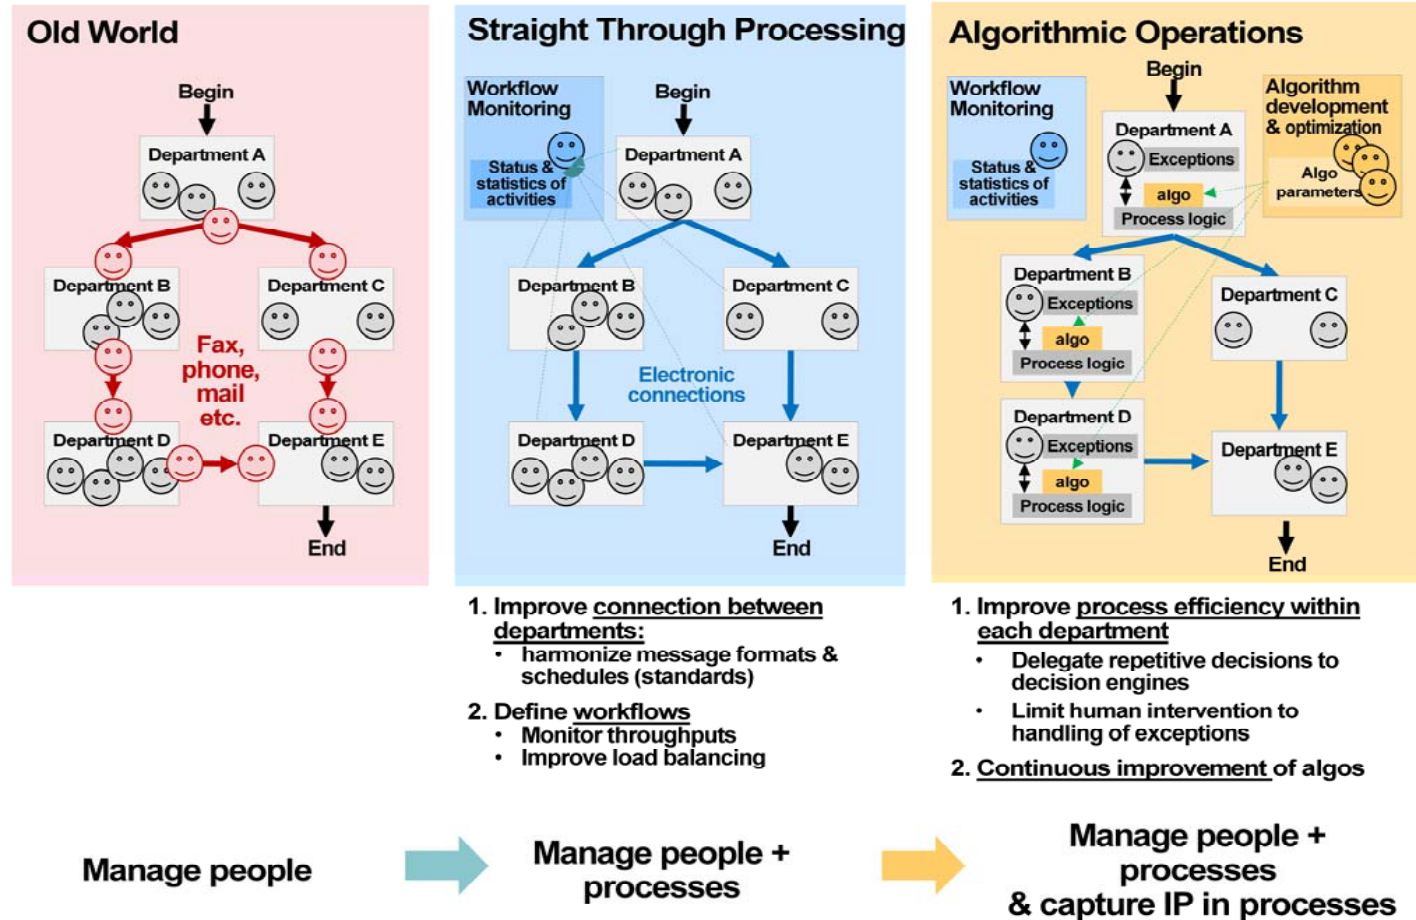 Old World
Begin
Department A
Department B
Department C
Fax,
phone,
mail
etc.
Department D
Department E
End
Straight Through Processing
Workflow
Monitoring
Status &
statistics of
activities
Begin
Department A
Department B
Department C
Electronic
connections
Department D
Department E
End
1. Improve connection between
departments:
• harmonize message formats &
schedules (standards)
2. Define workflows
• Monitor throughputs
• Improve load balancing
Algorithmic Operations
Workflow
Monitoring
Status &
statistics of
activities
Begin
Department A
Exceptions
algo
Process logic
Algorithm
development
& optimization
Algo
parameters
Department B
Exceptions
algo
Process logic
Department C
Department D
Exceptions
algo
Process logic
Department E
End
1. Improve process efficiency within
each department
• Delegate repetitive decisions to
decision engines
• Limit human intervention to
handling of exceptions
2. Continuous improvement of algos
Manage people
Manage people +
processes
Manage people +
processes
& capture IP in processes